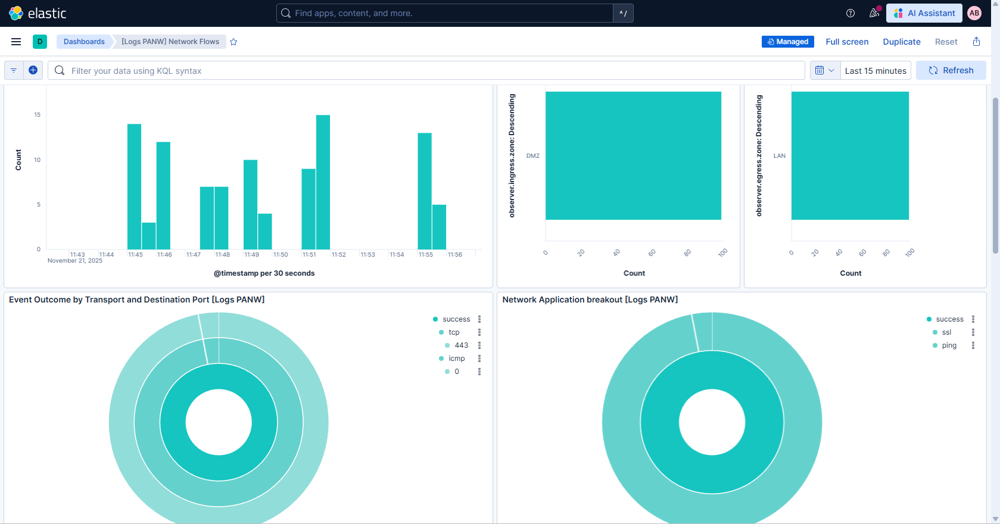 elastic
Find apps, content, and more.
^ /
AI Assistant
AB
D
Dashboards
[Logs PANW] Network Flows
Managed
Full screen
Duplicate
Reset
Filter your data using KQL syntax
Last 15 minutes
Refresh
Count
15
10
5
0
11:43 11:44 11:45 11:46 11:47 11:48 11:49 11:50 11:51 11:52 11:53 11:54 11:55 11:56
November 21, 2025
@timestamp per 30 seconds
observer.ingress.zone: Descending
DMZ
0 20 40 60 80 100
Count
observer.egress.zone: Descending
LAN
0 20 40 60 80 100
Count
Event Outcome by Transport and Destination Port [Logs PANW]
success
tcp
443
icmp
0
Network Application breakout [Logs PANW]
success
ssl
ping